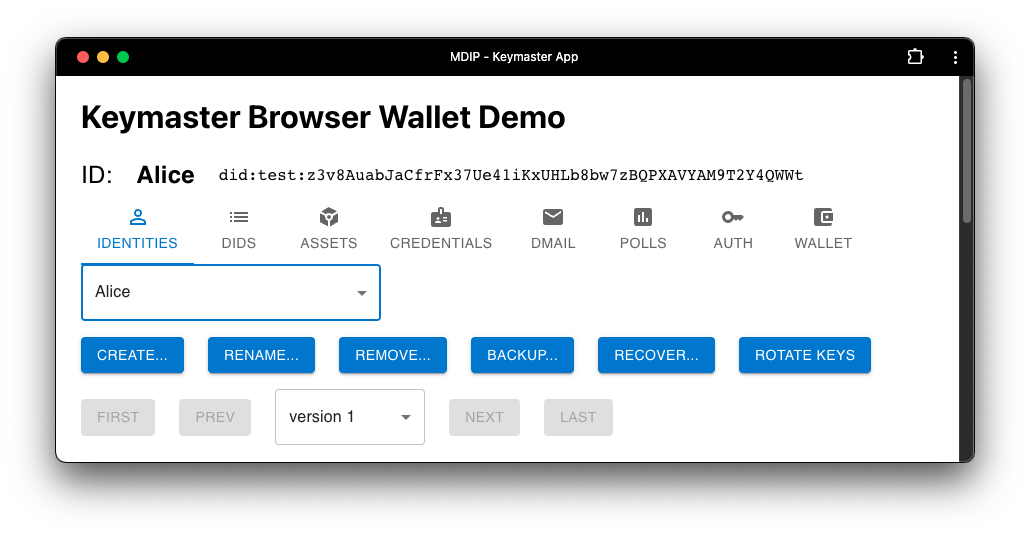 MDIP - Keymaster App
Keymaster Browser Wallet Demo
ID: Alice did:test:z3v8AuabJaCfrFx37Ue41iKxUHLb8bw7zBQPXAVYAM9T2Y4QWWt
IDENTITIES DIDS ASSETS CREDENTIALS DMAIL POLLS AUTH WALLET
Alice
CREATE... RENAME... REMOVE... BACKUP... RECOVER... ROTATE KEYS
FIRST PREV version 1 NEXT LAST